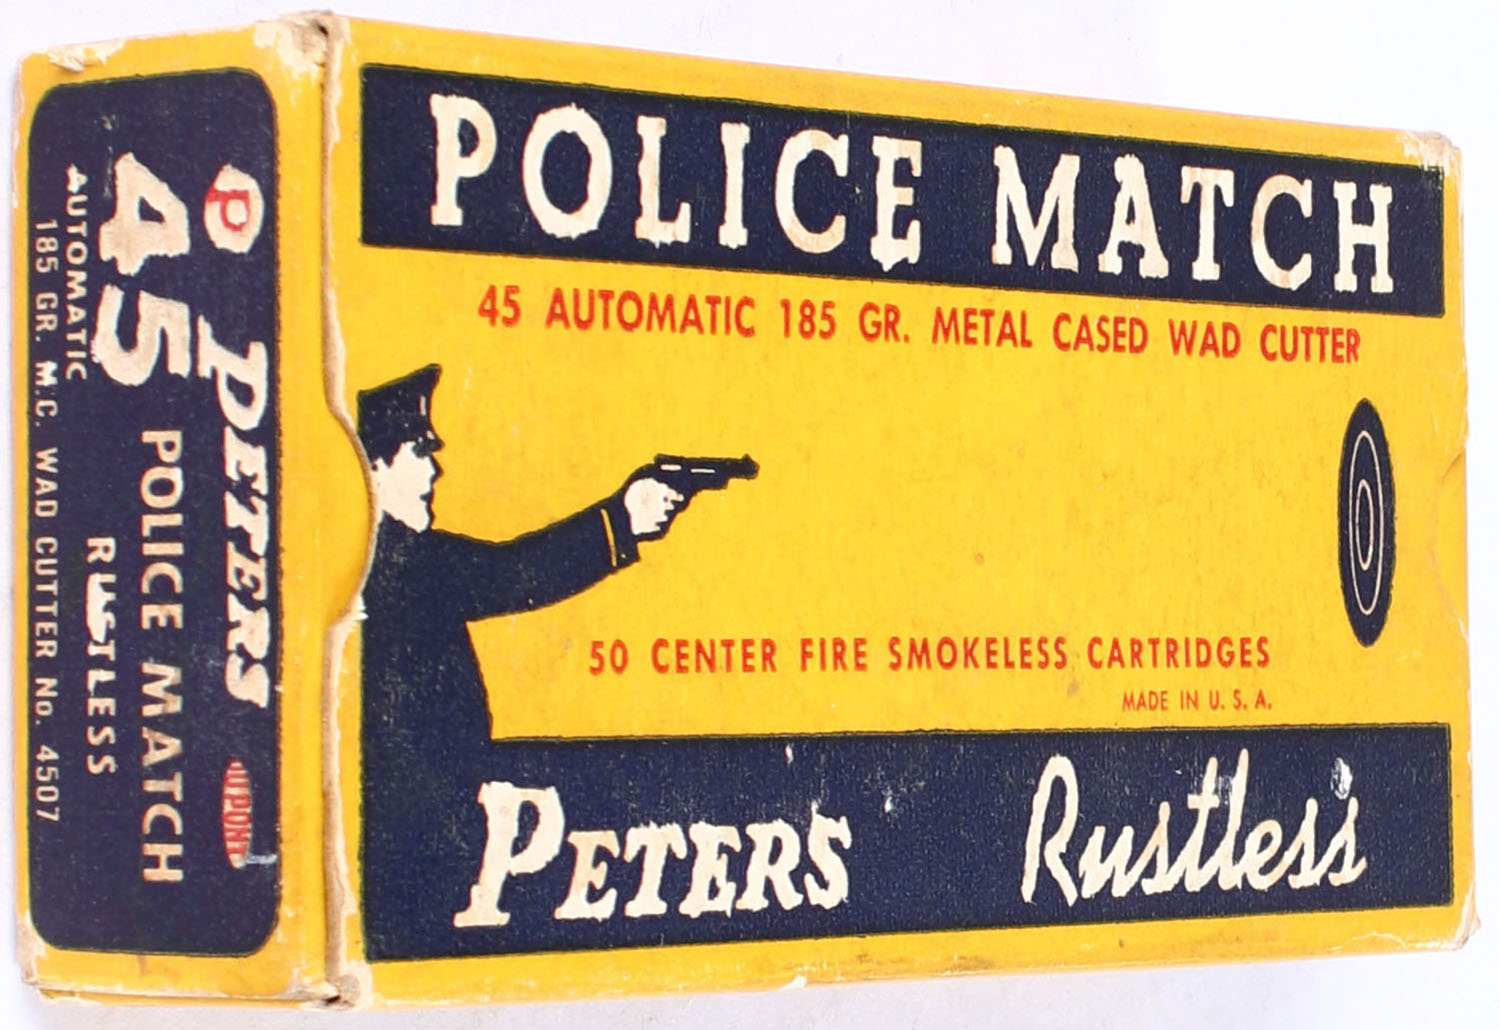 POLICE MATCH
45 AUTOMATIC 185 GR. METAL CASED WAD CUTTER
50 CENTER FIRE SMOKELESS CARTRIDGES
MADE IN U. S. A.
PETERS Rustless
P PETERS DUPONT
45 POLICE MATCH
AUTOMATIC RUSTLESS
185 GR. M.C. WAD CUTTER No. 4507